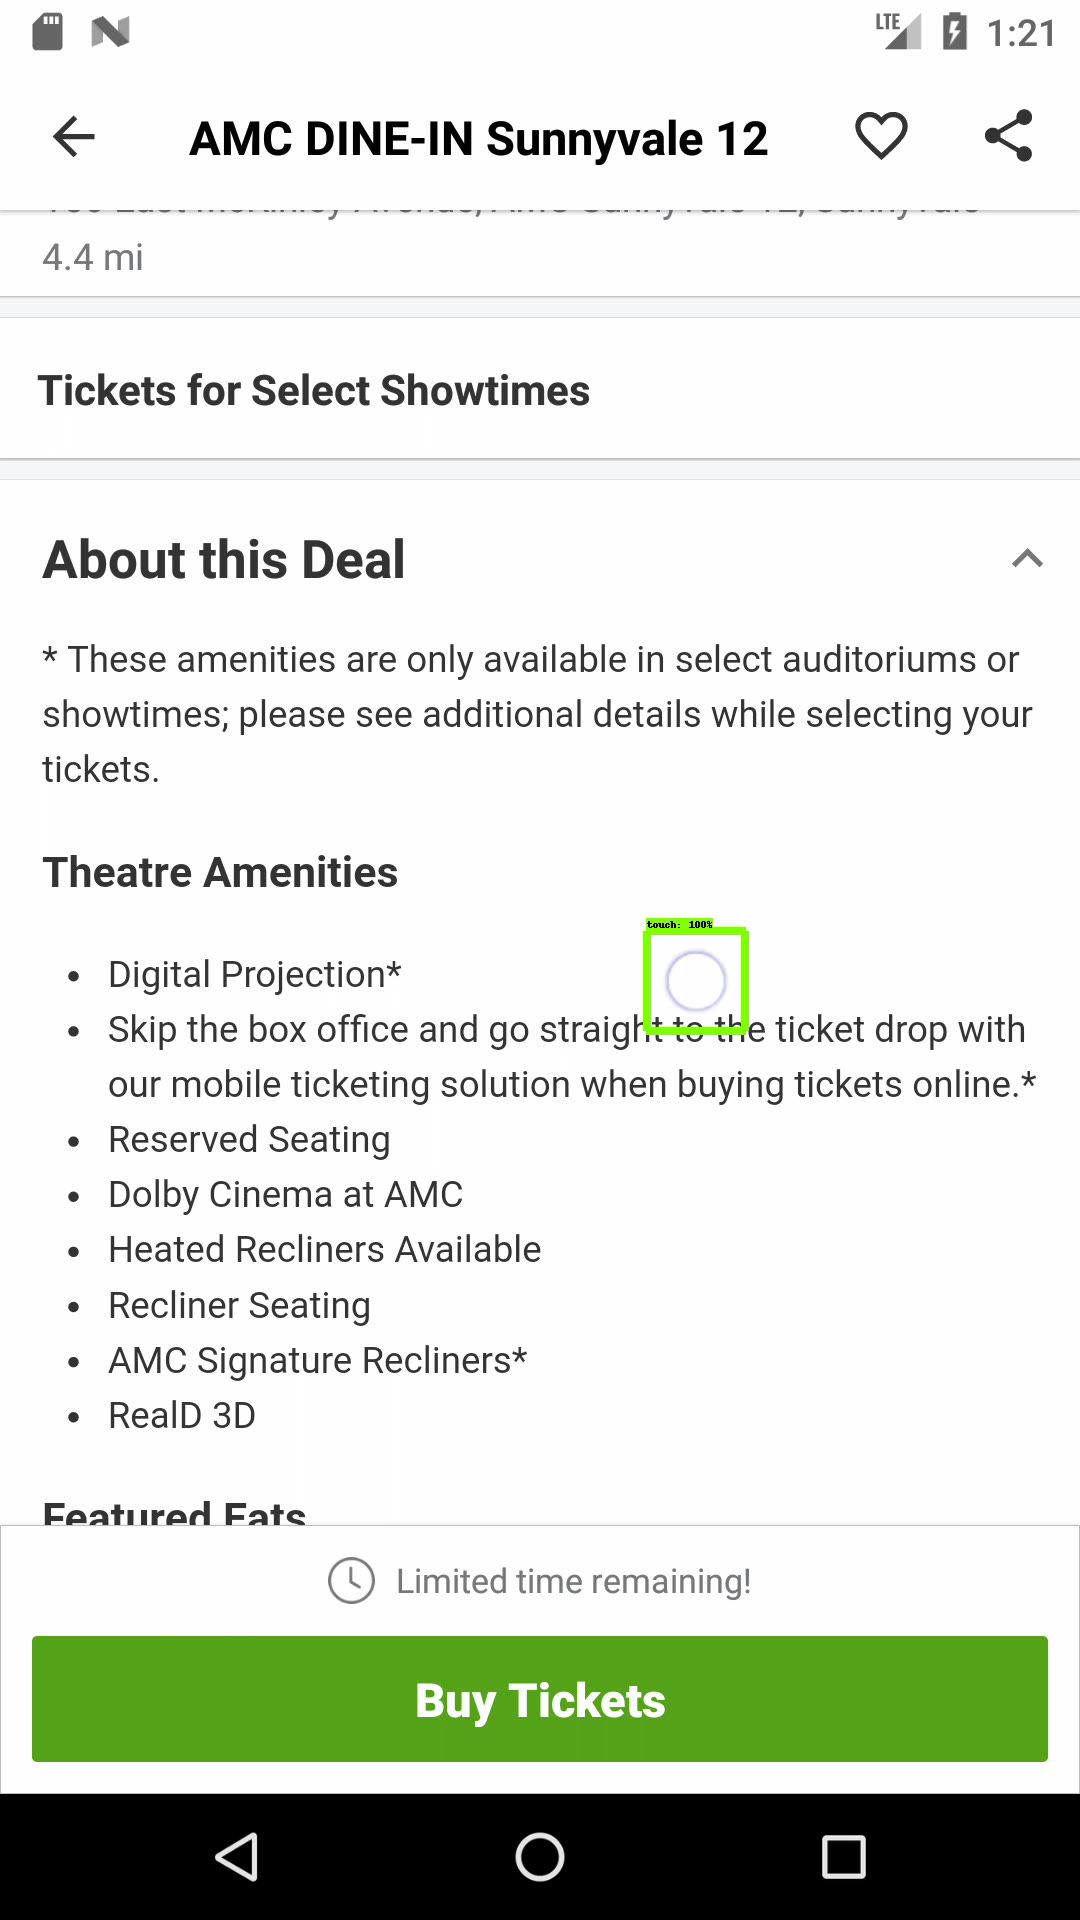 LTE 1:21
AMC DINE-IN Sunnyvale 12
4.4 mi
Tickets for Select Showtimes
About this Deal
* These amenities are only available in select auditoriums or
showtimes; please see additional details while selecting your
tickets.
Theatre Amenities
touch: 100%
• Digital Projection*
• Skip the box office and go straight to the ticket drop with
our mobile ticketing solution when buying tickets online.*
• Reserved Seating
• Dolby Cinema at AMC
• Heated Recliners Available
• Recliner Seating
• AMC Signature Recliners*
• RealD 3D
Featured Eats
Limited time remaining!
Buy Tickets